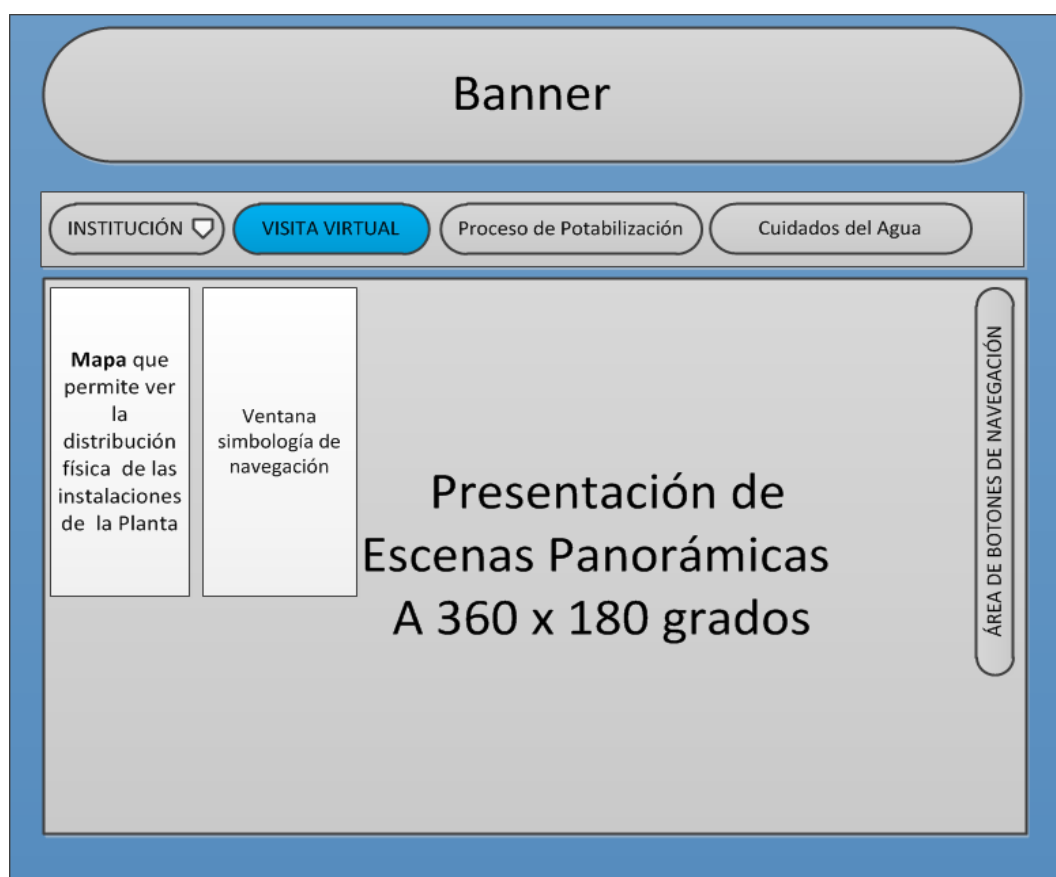 Banner
INSTITUCIÓN
VISITA VIRTUAL
Proceso de Potabilización
Cuidados del Agua
Mapa que
permite ver
la
distribución
física de las
instalaciones
de la Planta
Ventana
simbología de
navegación
Presentación de
Escenas Panorámicas
A 360 x 180 grados
ÁREA DE BOTONES DE NAVEGACIÓN